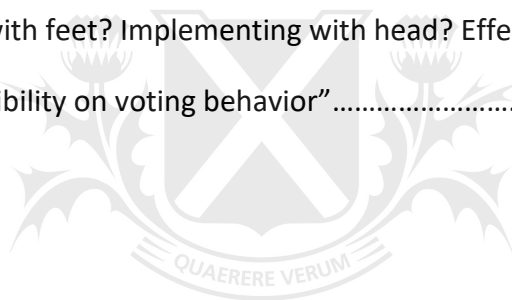 with feet? Implementing with head? Effe
ibility on voting behavior”……………………
QUAERERE VERUM